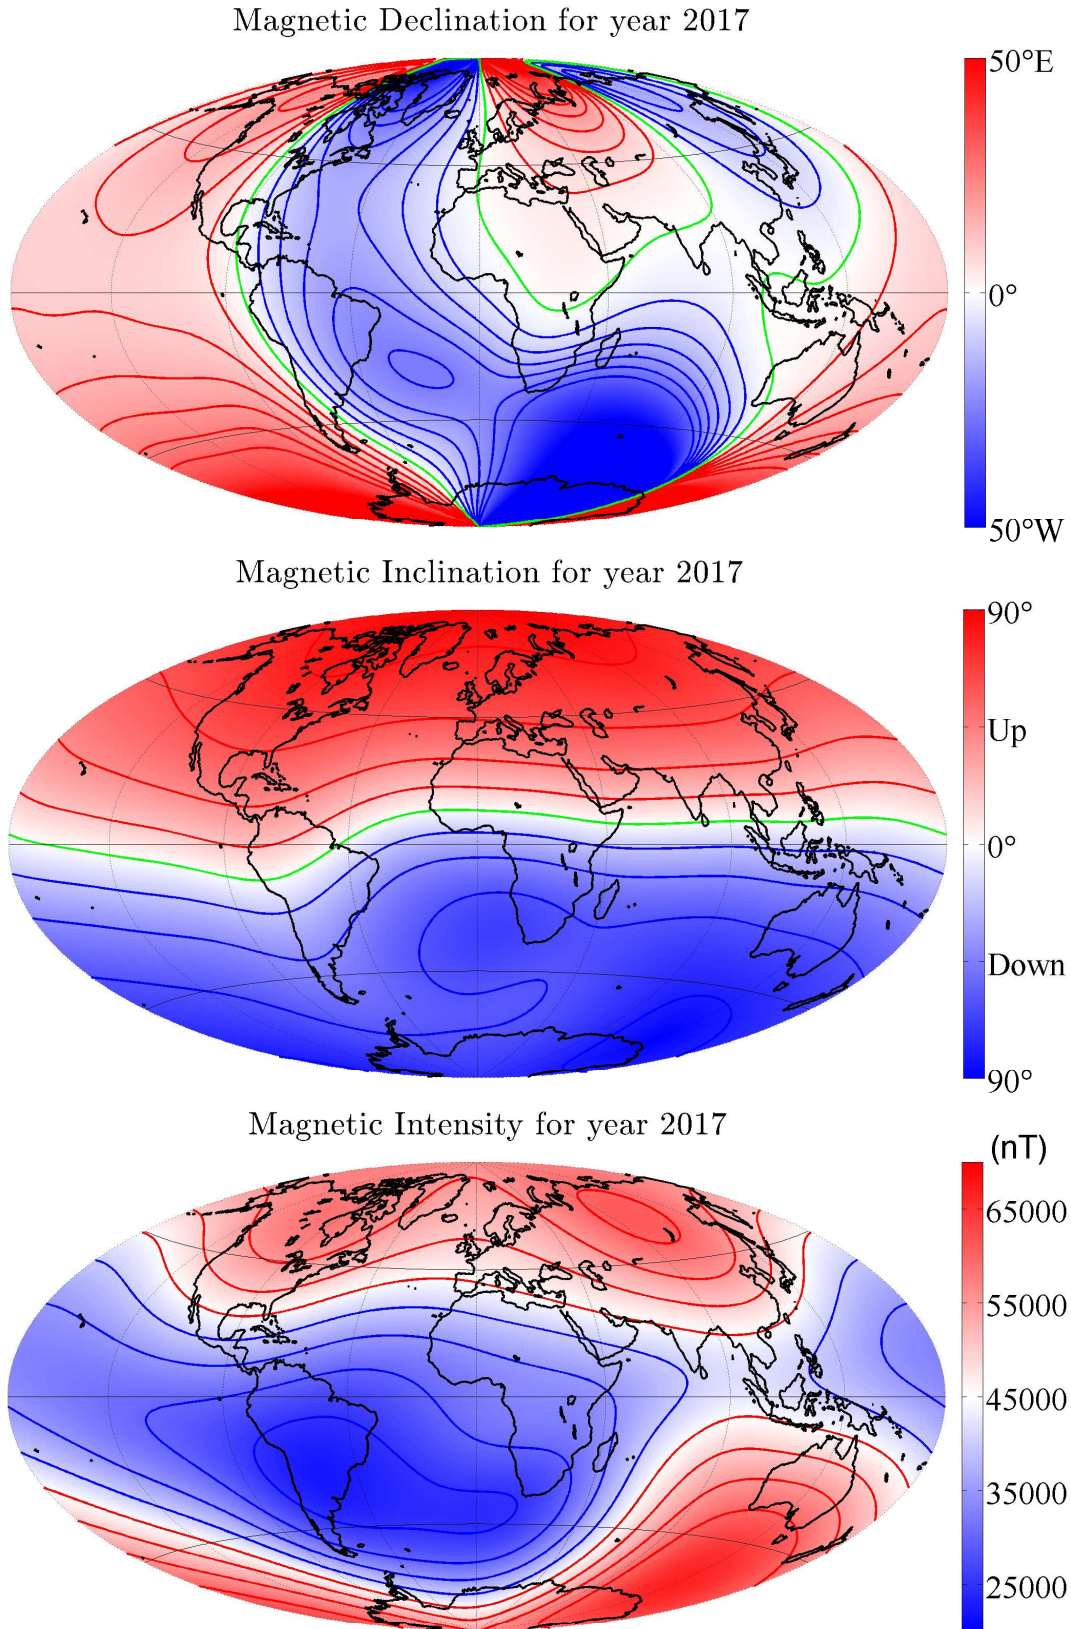 Magnetic Declination for year 2017
50°E
0°
50°W
Magnetic Inclination for year 2017
90°
Up
0°
Down
90°
Magnetic Intensity for year 2017
(nT)
65000
55000
45000
35000
25000